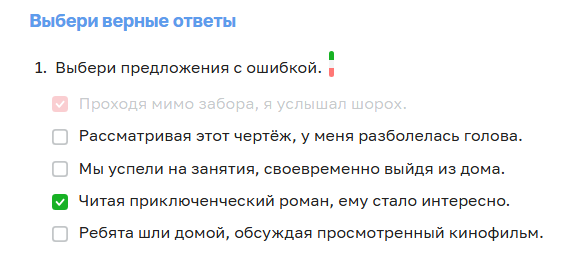 Выбери верные ответы
1. Выбери предложения с ошибкой.
Проходя мимо забора, я услышал шорох.
Рассматривая этот чертёж, у меня разболелась голова.
Мы успели на занятия, своевременно выйдя из дома.
Читая приключенческий роман, ему стало интересно.
Ребята шли домой, обсуждая просмотренный кинофильм.